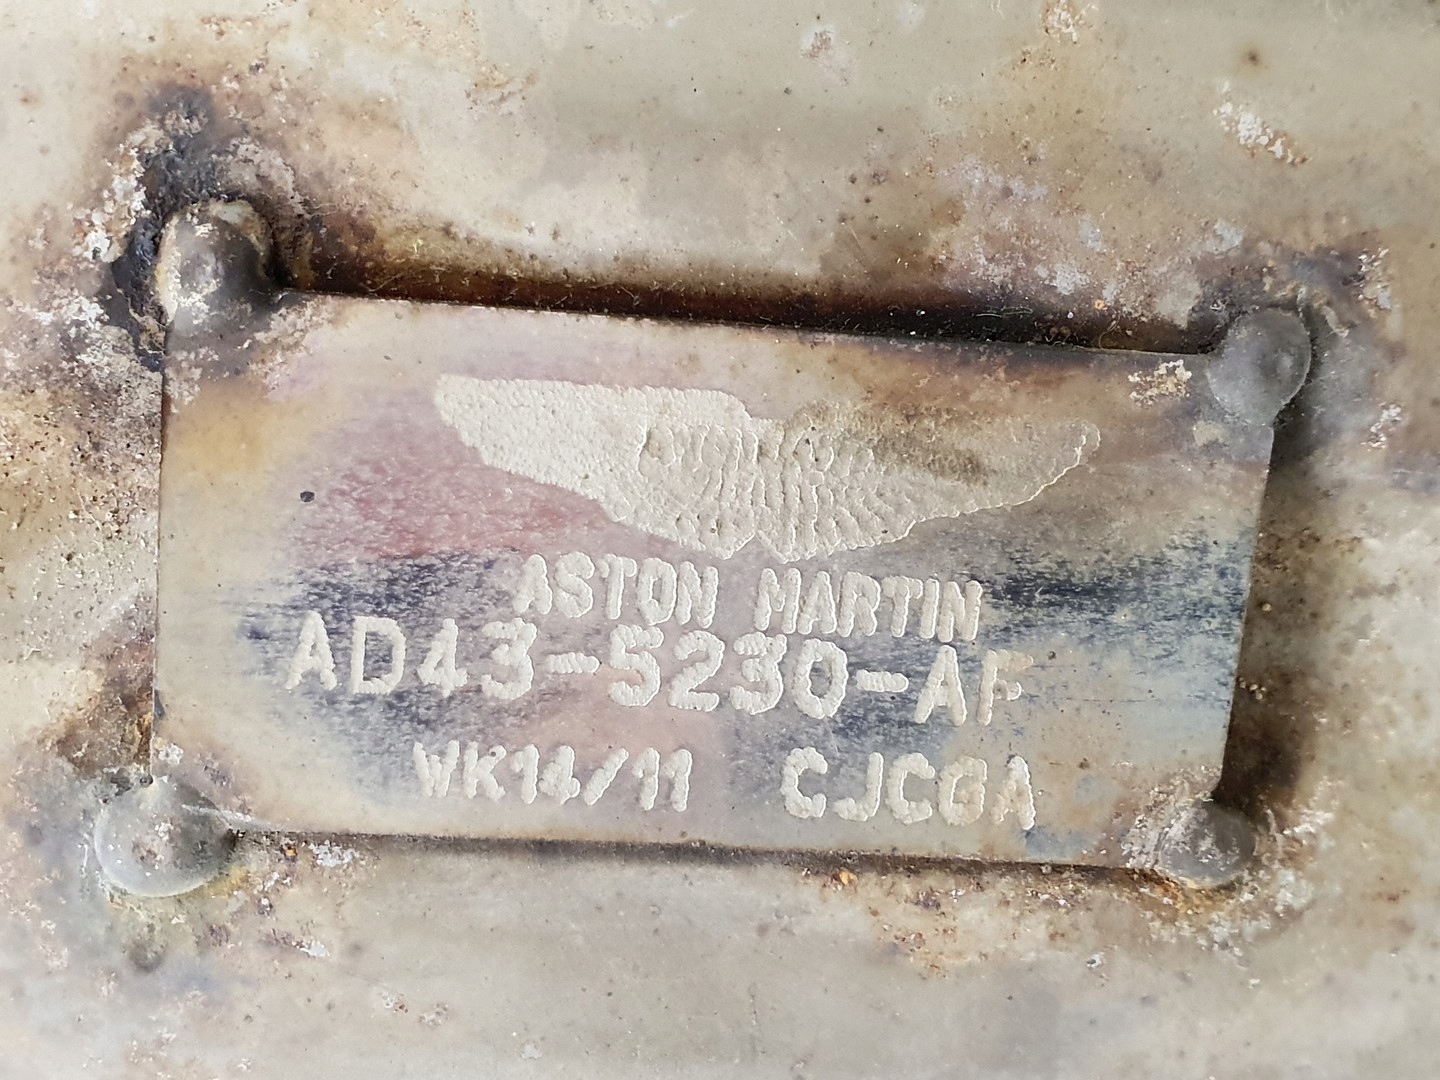 ASTON MARTIN
AD43-5230-AF
WK14/11 CJCGA